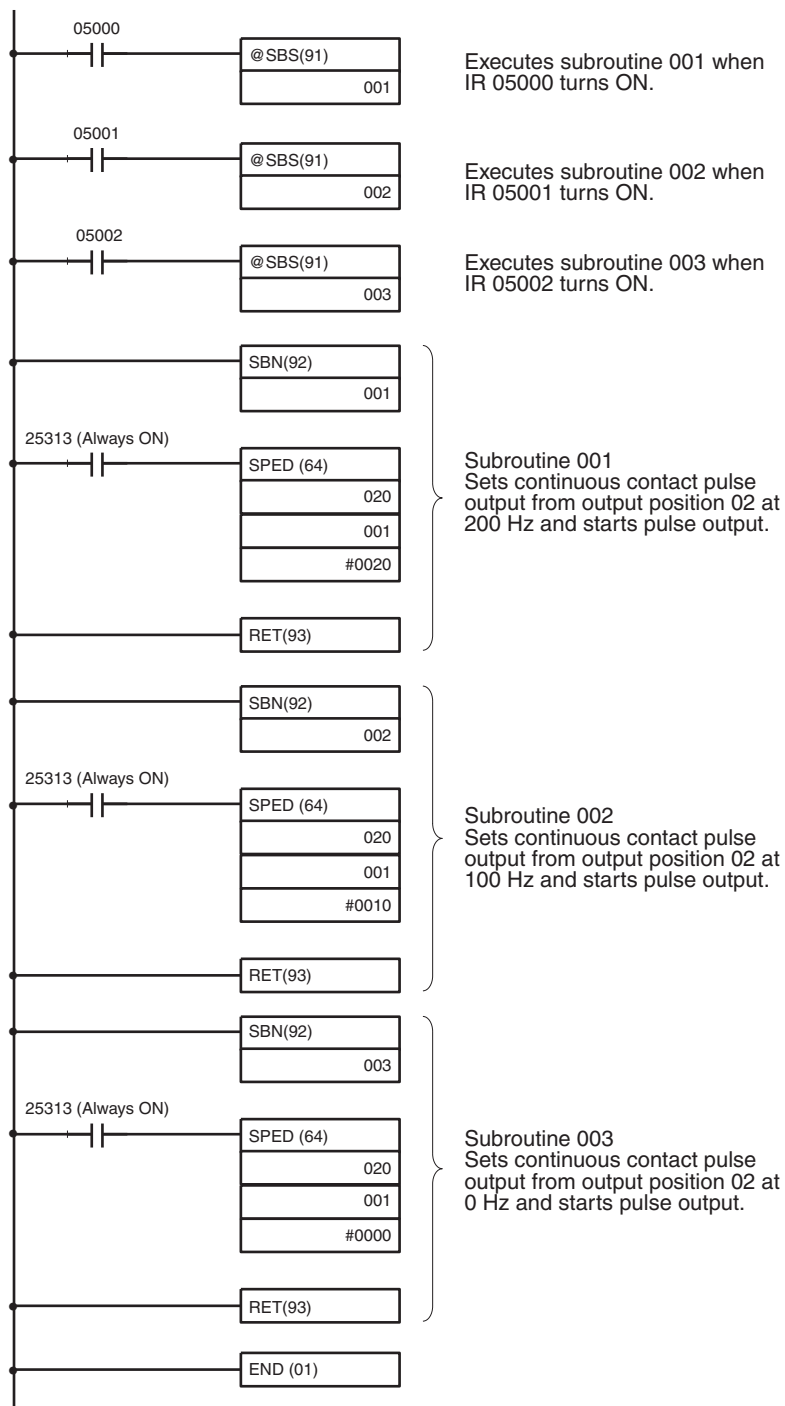 05000
@SBS(91)
001
Executes subroutine 001 when
IR 05000 turns ON.
05001
@SBS(91)
002
Executes subroutine 002 when
IR 05001 turns ON.
05002
@SBS(91)
003
Executes subroutine 003 when
IR 05002 turns ON.
SBN(92)
001
25313 (Always ON)
SPED (64)
020
001
#0020
Subroutine 001
Sets continuous contact pulse
output from output position 02 at
200 Hz and starts pulse output.
RET(93)
SBN(92)
002
25313 (Always ON)
SPED (64)
020
001
#0010
Subroutine 002
Sets continuous contact pulse
output from output position 02 at
100 Hz and starts pulse output.
RET(93)
SBN(92)
003
25313 (Always ON)
SPED (64)
020
001
#0000
Subroutine 003
Sets continuous contact pulse
output from output position 02 at
0 Hz and starts pulse output.
RET(93)
END (01)